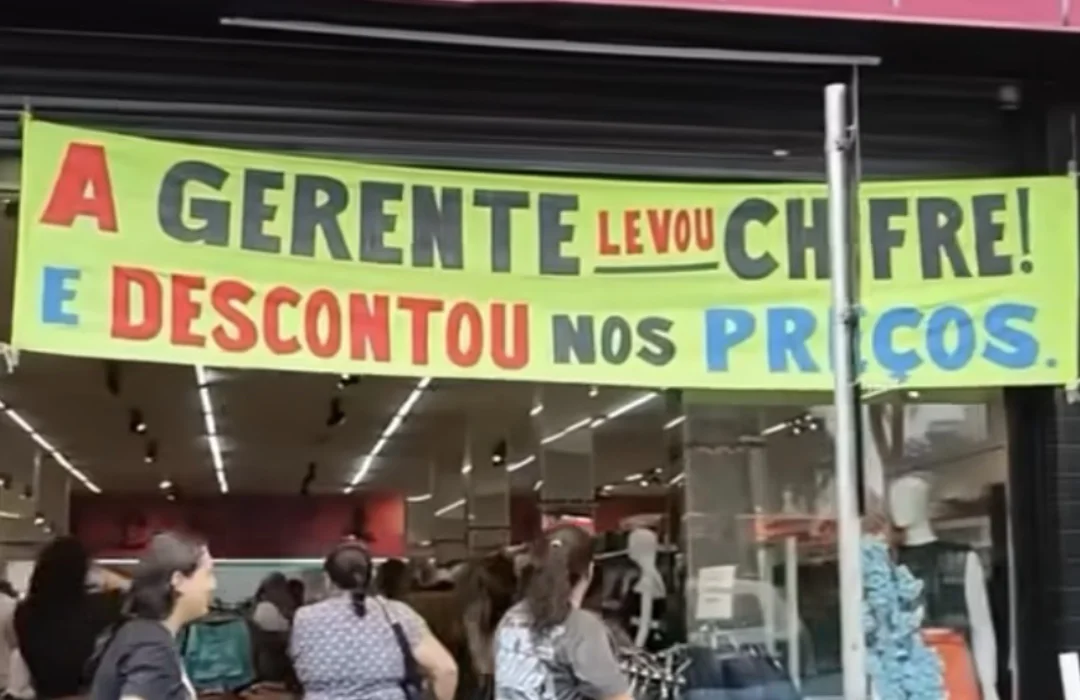 A GERENTE LEVOU CHIFRE!
E DESCONTOU NOS PREÇOS.